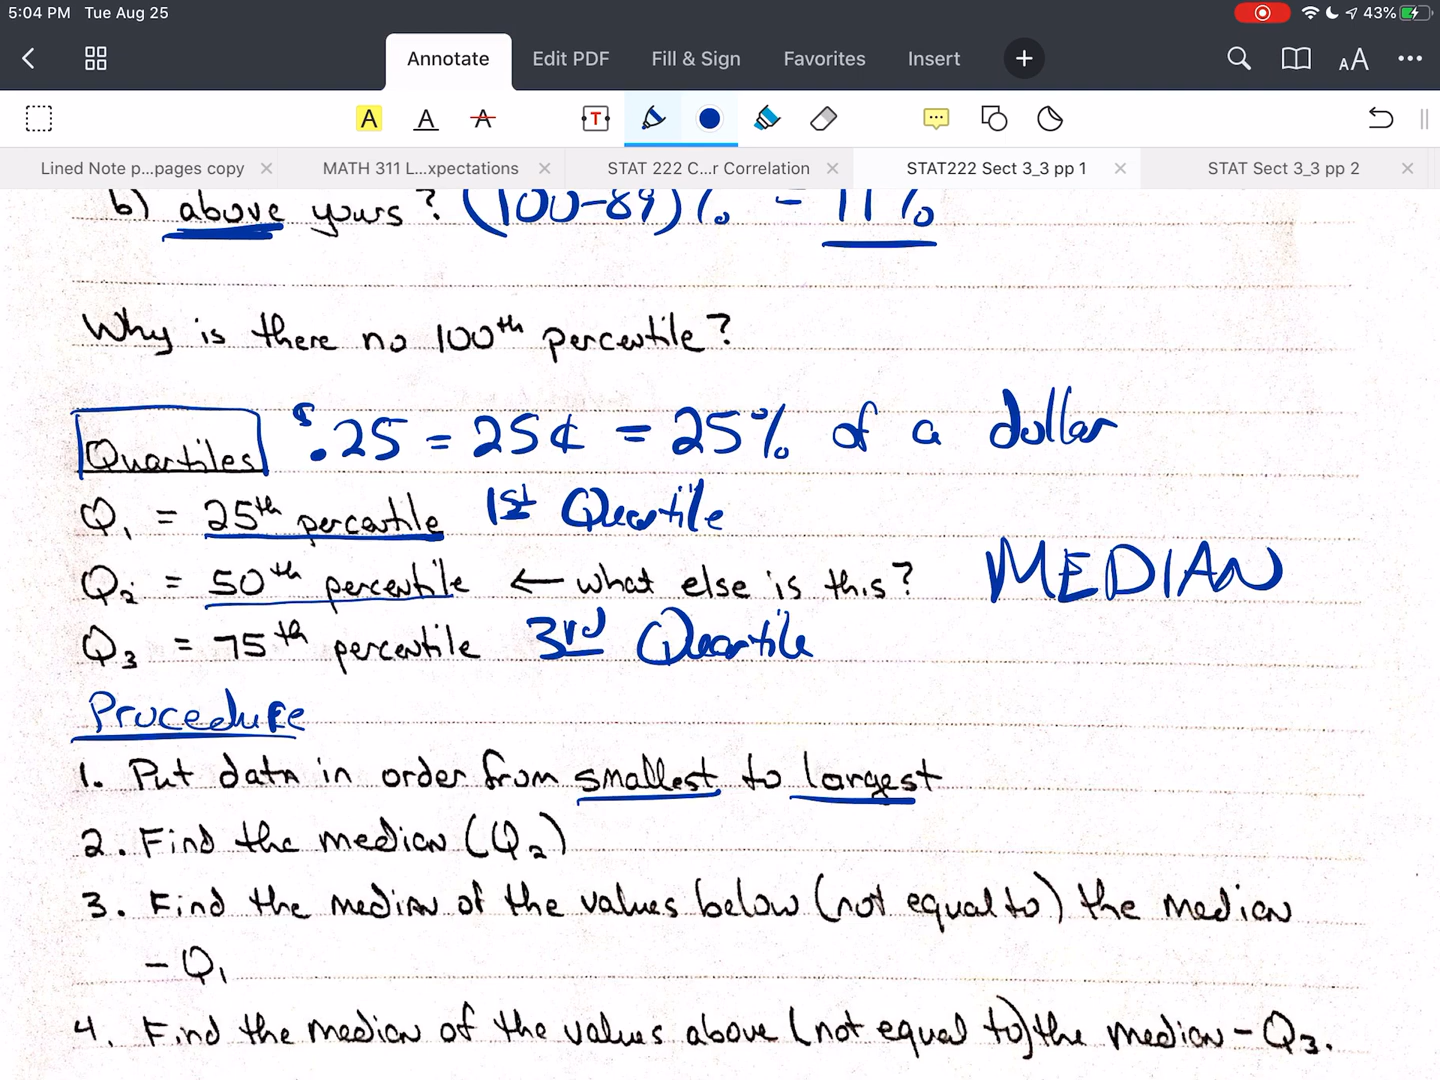 5:04 PM Tue Aug 25 43%
Annotate Edit PDF Fill & Sign Favorites Insert + AA
A A A T
Lined Note p...pages copy × MATH 311 L...xpectations × STAT 222 C...r Correlation × STAT222 Sect 3_3 pp 1 × STAT Sect 3_3 pp 2 ×
b) above yours? (100-89)% = 11%
Why is there no 100th percentile?
Quartiles $.25 = 25¢ = 25% of a dollar
Q1 = 25th percentile 1st Quartile
Q2 = 50th percentile ← what else is this? MEDIAN
Q3 = 75th percentile 3rd Quartile
Procedure
1. Put data in order from smallest to largest
2. Find the median (Q2)
3. Find the median of the values below (not equal to) the median
- Q1
4. Find the median of the values above (not equal to) the median - Q3.